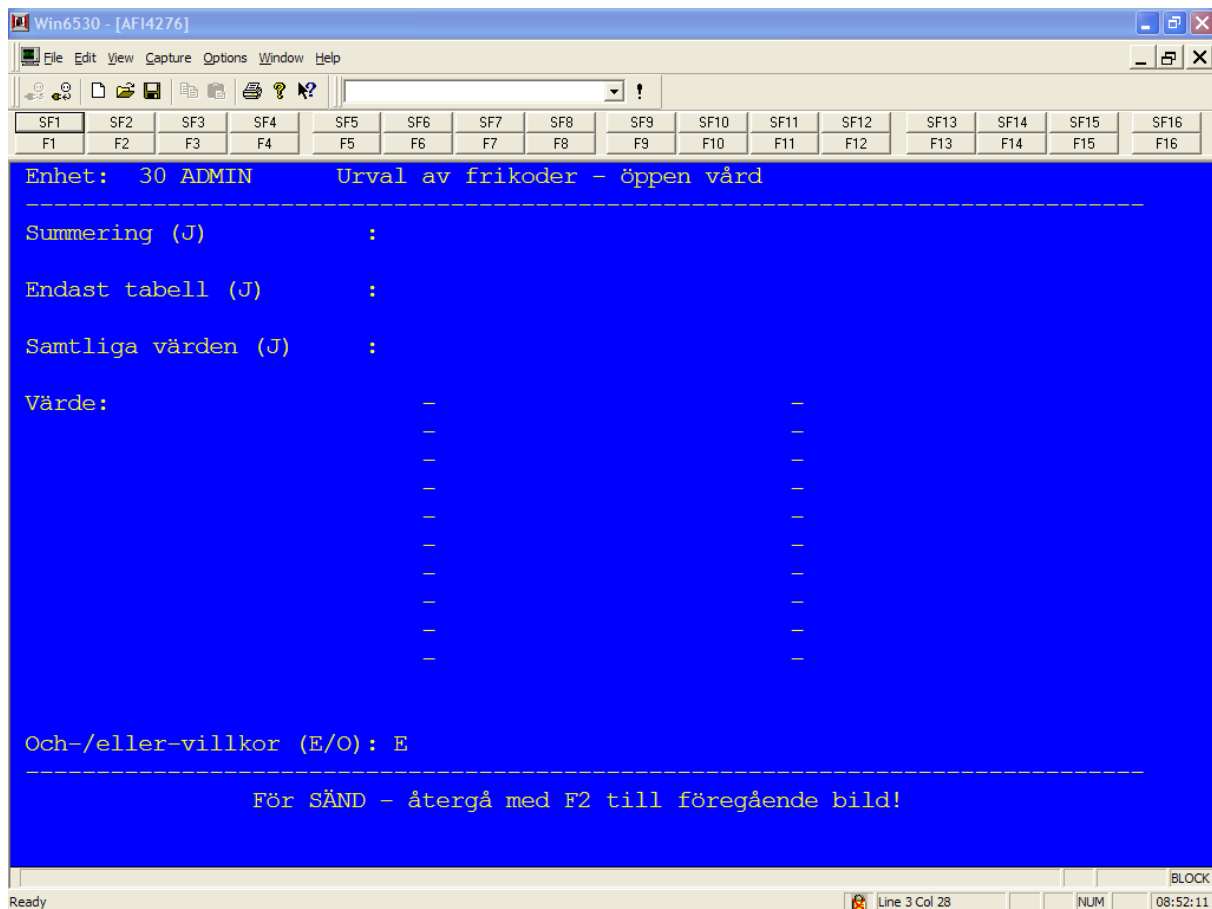 Win6530 - [AFI4276]
File Edit View Capture Options Window Help
SF1 SF2 SF3 SF4 SF5 SF6 SF7 SF8 SF9 SF10 SF11 SF12 SF13 SF14 SF15 SF16
F1 F2 F3 F4 F5 F6 F7 F8 F9 F10 F11 F12 F13 F14 F15 F16
Enhet: 30 ADMIN Urval av frikoder - öppen vård
-------------------------------------------------------------------------------
Summering (J) :
Endast tabell (J) :
Samtliga värden (J) :
Värde: - -
- -
- -
- -
- -
- -
- -
- -
- -
- -
Och-/eller-villkor (E/O): E
-------------------------------------------------------------------------------
För SÄND - återgå med F2 till föregående bild!
BLOCK
Ready Line 3 Col 28 NUM 08:52:11